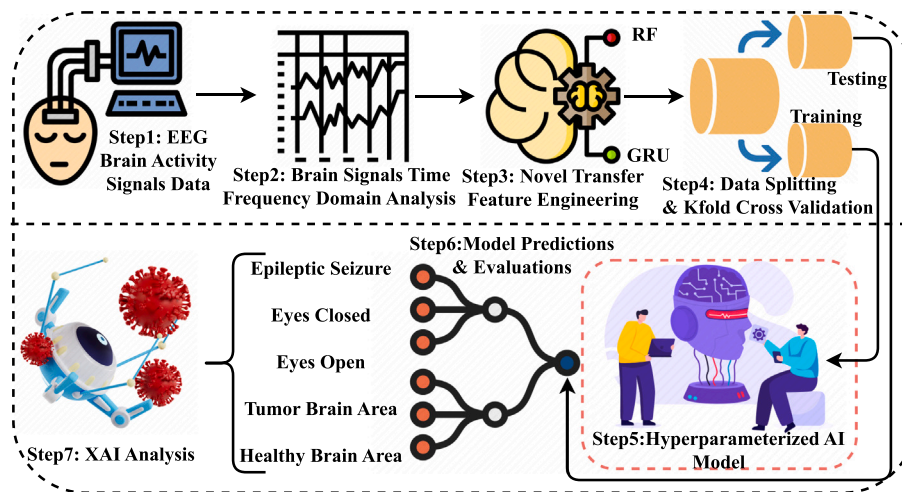 RF
Testing
Step1: EEG
Brain Activity
Signals Data
Training
GRU
Step2: Brain Signals Time
Frequency Domain Analysis
Step3: Novel Transfer
Feature Engineering
Step4: Data Splitting
& Kfold Cross Validation
Step6:Model Predictions
& Evaluations
Epileptic Seizure
Eyes Closed
Eyes Open
Tumor Brain Area
Healthy Brain Area
Step5:Hyperparameterized AI
Model
Step7: XAI Analysis